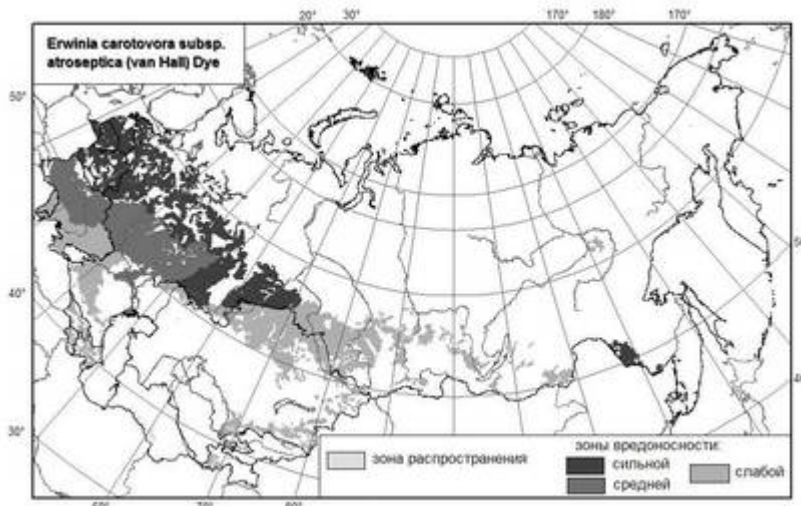 20° 30° 170° 180° 170°
Erwinia carotovora subsp.
atroseptica (van Hall) Dye
50°
40°
30°
зоны вредоносности:
зона распространения
сильной
слабой
средней